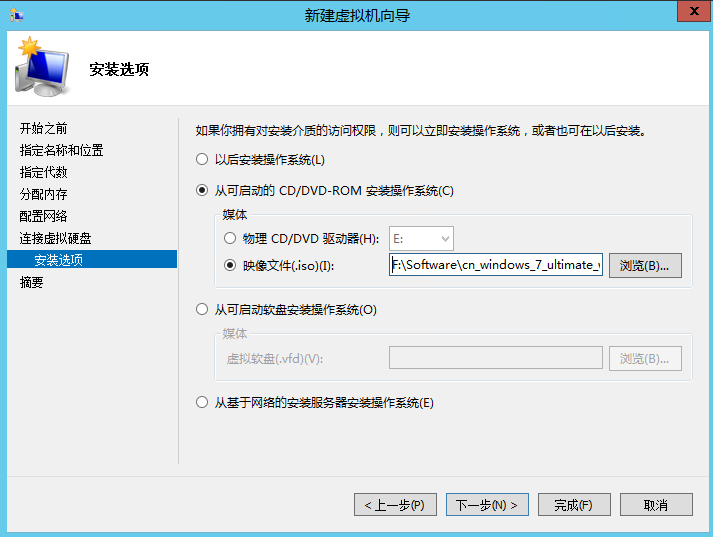 新建虚拟机向导
x
安装选项
开始之前
指定名称和位置
指定代数
分配内存
配置网络
连接虚拟硬盘
安装选项
摘要
如果你拥有对安装介质的访问权限，则可以立即安装操作系统，或者也可在以后安装。
以后安装操作系统(L)
从可启动的 CD/DVD-ROM 安装操作系统(C)
媒体
物理 CD/DVD 驱动器(H): E:
映像文件(.iso)(I): F:\Software\cn_windows_7_ultimate_ 浏览(B)...
从可启动软盘安装操作系统(O)
媒体
虚拟软盘(.vfd)(V): 浏览(B)...
从基于网络的安装服务器安装操作系统(E)
< 上一步(P) 下一步(N) > 完成(F) 取消